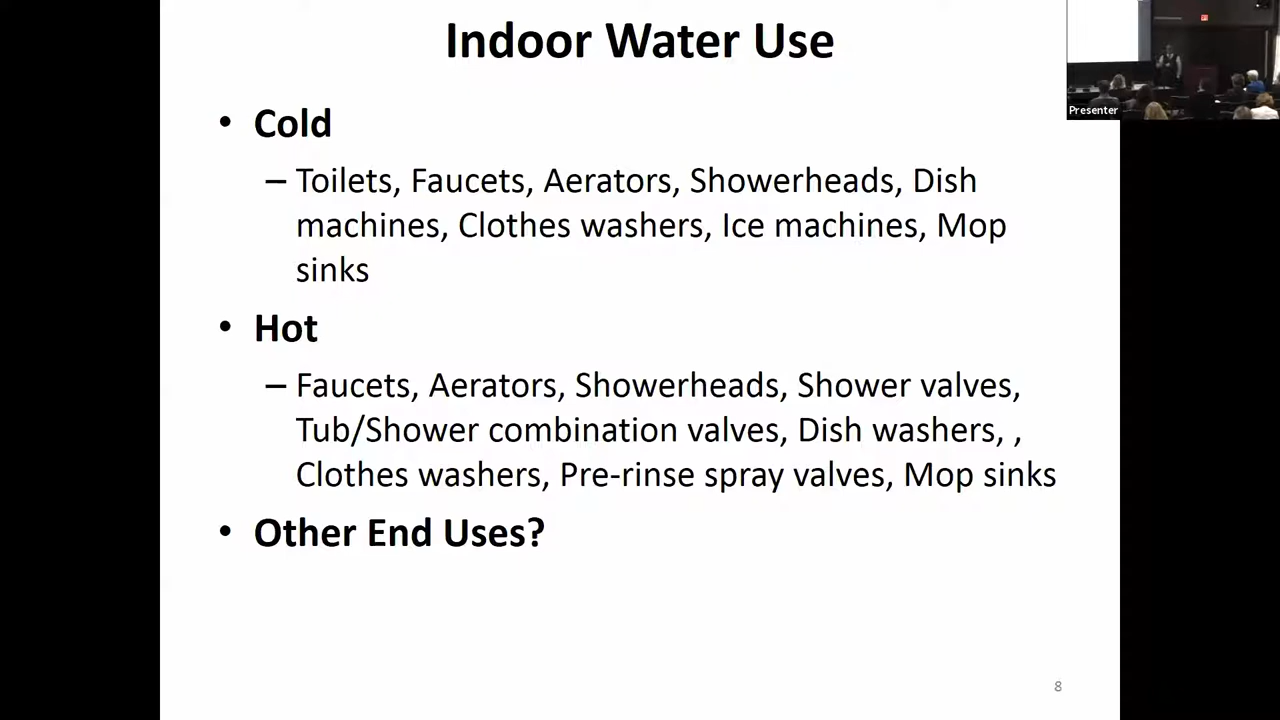 Indoor Water Use
• Cold
– Toilets, Faucets, Aerators, Showerheads, Dish
machines, Clothes washers, Ice machines, Mop
sinks
• Hot
– Faucets, Aerators, Showerheads, Shower valves,
Tub/Shower combination valves, Dish washers, ,
Clothes washers, Pre-rinse spray valves, Mop sinks
• Other End Uses?
8
Presenter